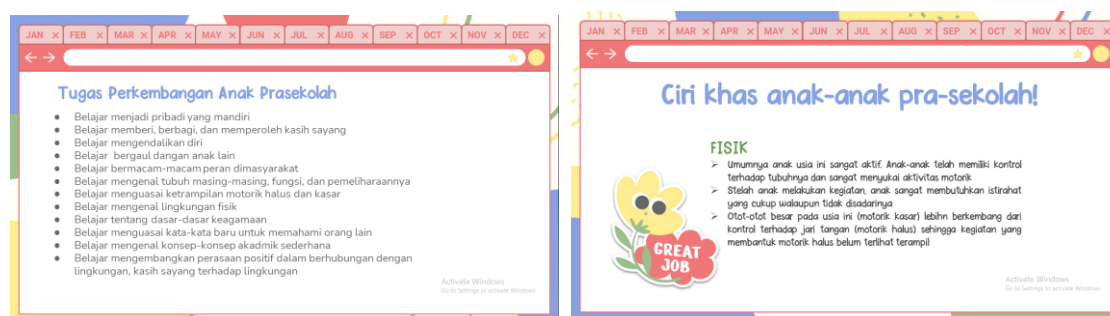 JAN × FEB × MAR × APR × MAY × JUN × JUL × AUG × SEP × OCT × NOV × DEC ×
Tugas Perkembangan Anak Prasekolah
● Belajar menjadi pribadi yang mandiri
● Belajar memberi, berbagi, dan memperoleh kasih sayang
● Belajar mengendalikan diri
● Belajar bergaul dangan anak lain
● Belajar bermacam-macam peran dimasyarakat
● Belajar mengenal tubuh masing-masing, fungsi, dan pemeliharaannya
● Belajar menguasai ketrampilan motorik halus dan kasar
● Belajar mengenal lingkungan fisik
● Belajar tentang dasar-dasar keagamaan
● Belajar menguasai kata-kata baru untuk memahami orang lain
● Belajar mengenal konsep-konsep akadmik sederhana
● Belajar mengembangkan perasaan positif dalam berhubungan dengan
lingkungan, kasih sayang terhadap lingkungan
Activate Windows
Go to Settings to activate Windows.
JAN × FEB × MAR × APR × MAY × JUN × JUL × AUG × SEP × OCT × NOV × DEC ×
Ciri khas anak-anak pra-sekolah!
FISIK
➢ Umumnya anak usia ini sangat aktif. Anak-anak telah memiliki kontrol
terhadap tubuhnya dan sangat menyukai aktivitas motorik
➢ Stelah anak melakukan kegiatan, anak sangat membutuhkan istirahat
yang cukup walaupun tidak disadarinya
➢ Otot-otot besar pada usia ini (motorik kasar) lebihn berkembang dari
kontrol terhadap jari tangan (motorik halus) sehingga kegiatan yang
membantuk motorik halus belum terlihat terampil
GREAT
JOB
Activate Windows
Go to Settings to activate Windows.